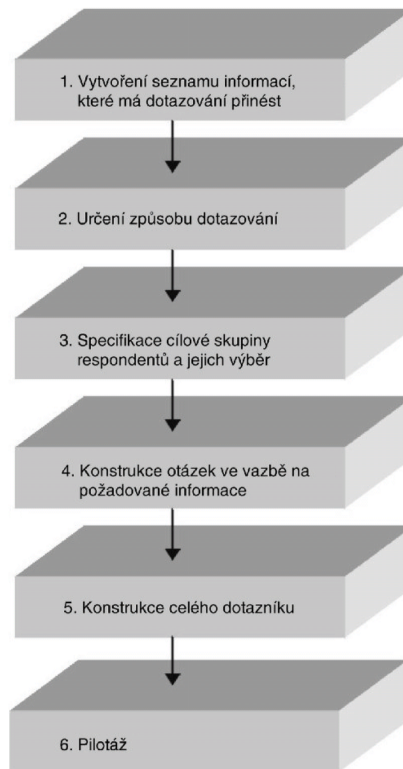 1. Vytvoření seznamu informací,
které má dotazování přinést
2. Určení způsobu dotazování
3. Specifikace cílové skupiny
respondentů a jejich výběr
4. Konstrukce otázek ve vazbě na
požadované informace
5. Konstrukce celého dotazníku
6. Pilotáž